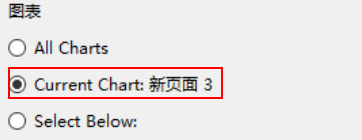 图表
All Charts
Current Chart: 新页面 3
Select Below: